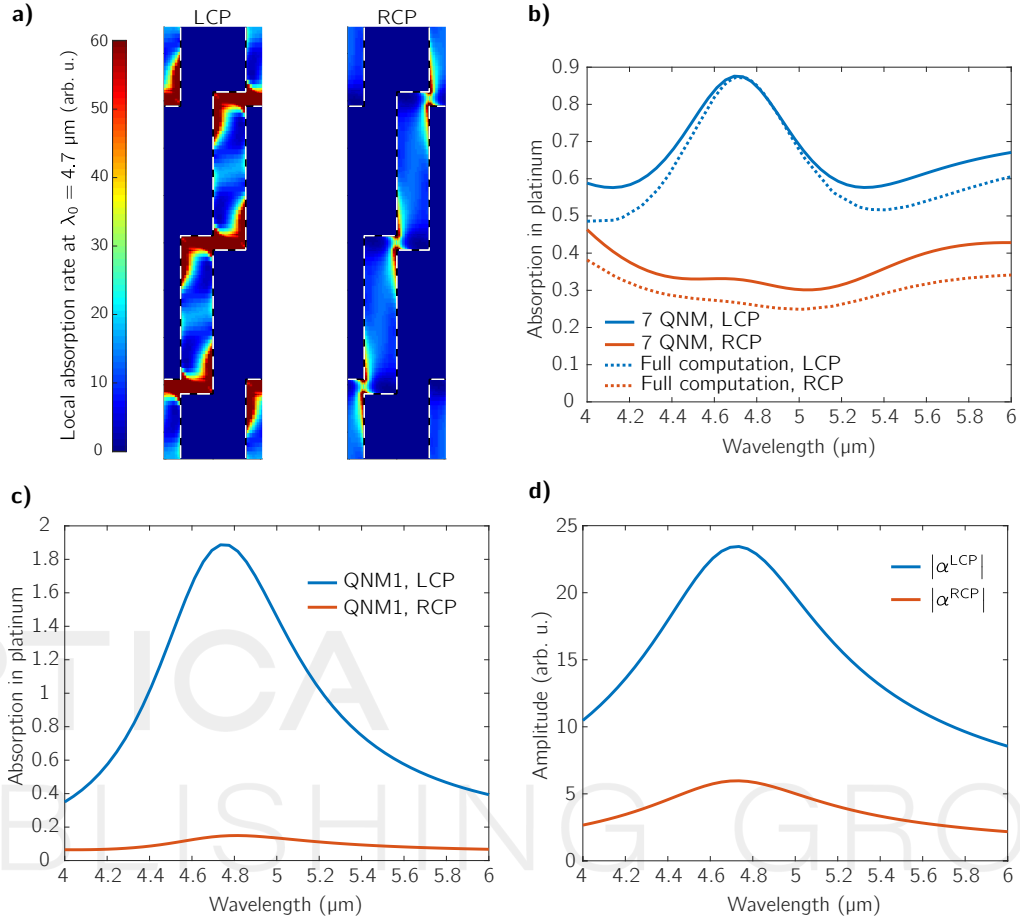 a)
LCP
RCP
Local absorption rate at λ0 = 4.7 µm (arb. u.)
60
50
40
30
20
10
0
b)
Absorption in platinum
0.9
0.8
0.7
0.6
0.5
0.4
0.3
0.2
0.1
0
7 QNM, LCP
7 QNM, RCP
Full computation, LCP
Full computation, RCP
4 4.2 4.4 4.6 4.8 5 5.2 5.4 5.6 5.8 6
Wavelength (µm)
c)
Absorption in platinum
2
1.8
1.6
1.4
1.2
1
0.8
0.6
0.4
0.2
0
QNM1, LCP
QNM1, RCP
4 4.2 4.4 4.6 4.8 5 5.2 5.4 5.6 5.8 6
Wavelength (µm)
d)
Amplitude (arb. u.)
25
20
15
10
5
0
|α^LCP|
|α^RCP|
4 4.2 4.4 4.6 4.8 5 5.2 5.4 5.6 5.8 6
Wavelength (µm)
PTICA
BLISHING GRO